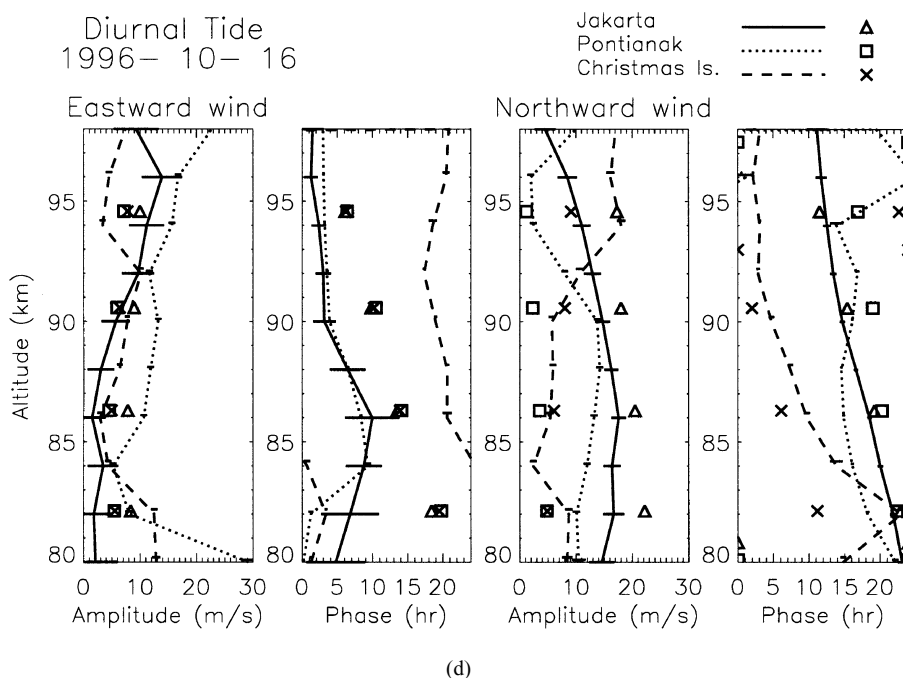 Diurnal Tide
1996- 10- 16
Jakarta
Pontianak
Christmas Is.
Eastward wind
Northward wind
Altitude (km)
95
90
85
80
95
90
85
80
95
90
85
80
95
90
85
80
0 10 20 30
0 5 10 15 20
0 10 20 30
0 5 10 15 20
Amplitude (m/s)
Phase (hr)
Amplitude (m/s)
Phase (hr)
(d)